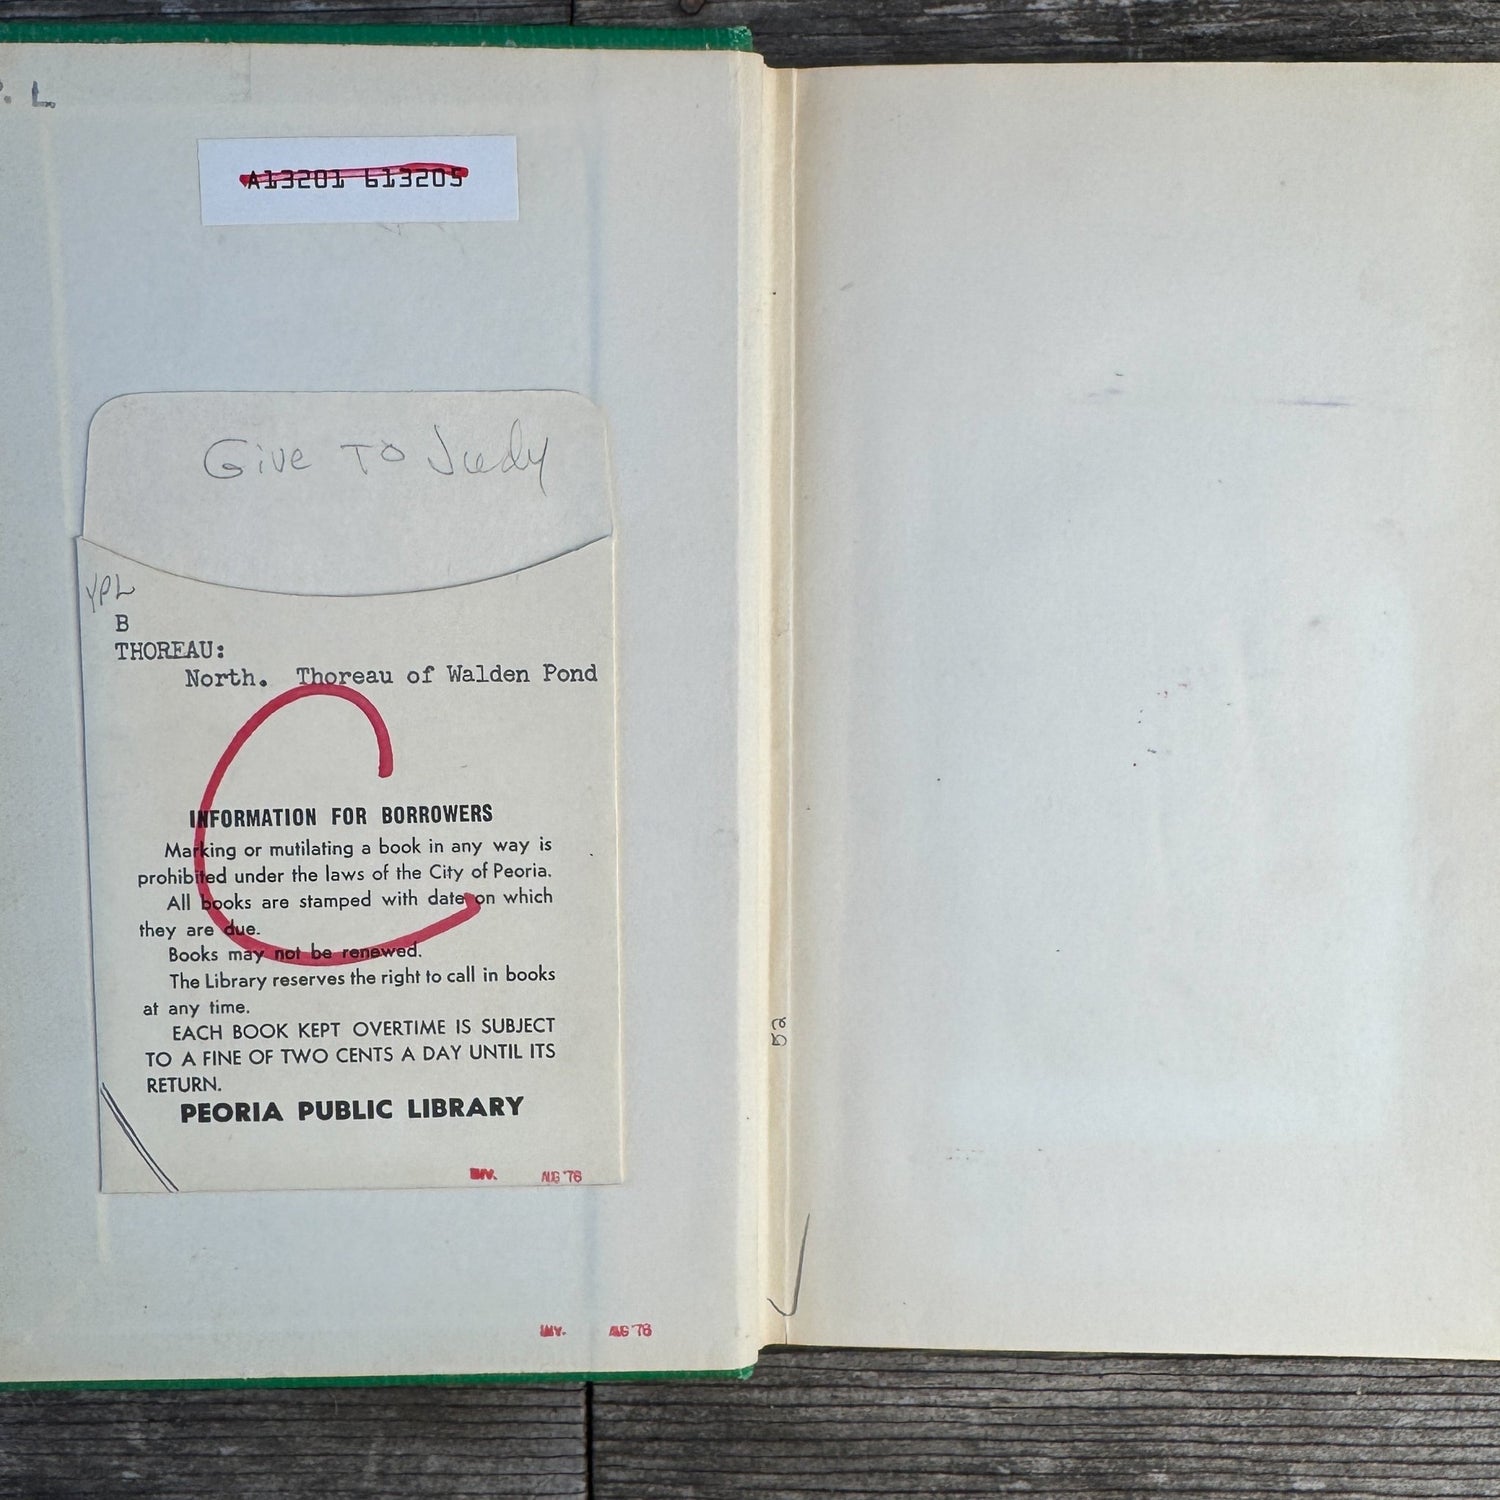 . L.
A13201 613205
Give To Judy
YPL
B
THOREAU:
North. Thoreau of Walden Pond
C
INFORMATION FOR BORROWERS
Marking or mutilating a book in any way is
prohibited under the laws of the City of Peoria.
All books are stamped with date on which
they are due.
Books may not be renewed.
The Library reserves the right to call in books
at any time.
EACH BOOK KEPT OVERTIME IS SUBJECT
TO A FINE OF TWO CENTS A DAY UNTIL ITS
RETURN.
PEORIA PUBLIC LIBRARY
INV. AUG '78
INV. AUG '78
52